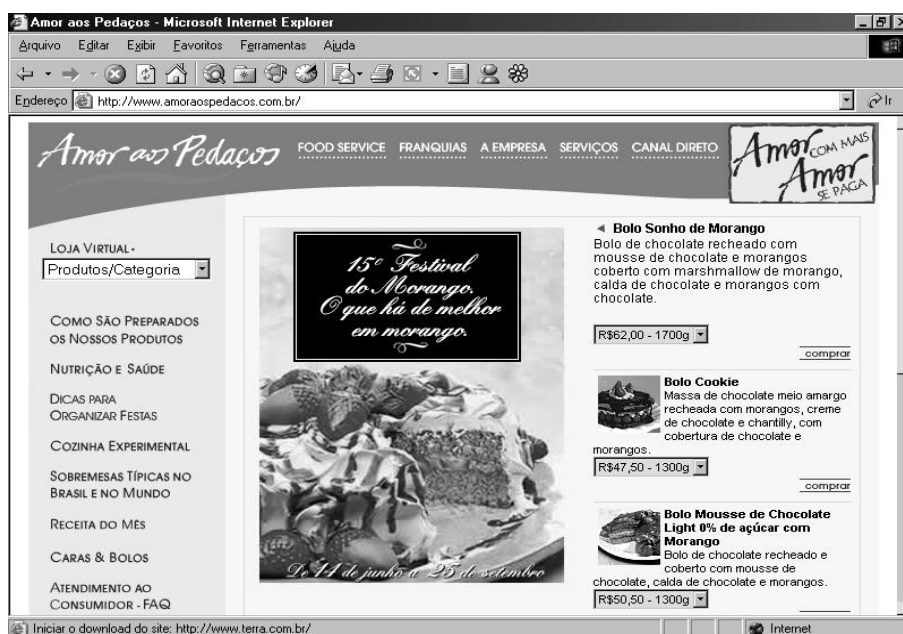 Amor aos Pedaços - Microsoft Internet Explorer
Arquivo Editar Exibir Favoritos Ferramentas Ajuda
Endereço http://www.amoraospedacos.com.br/ Ir
Amor aos Pedaços
FOOD SERVICE FRANQUIAS A EMPRESA SERVIÇOS CANAL DIRETO
Amor COM MAIS
Amor
SE PAGA
LOJA VIRTUAL
Produtos/Categoria
COMO SÃO PREPARADOS
OS NOSSOS PRODUTOS
NUTRIÇÃO E SAÚDE
DICAS PARA
ORGANIZAR FESTAS
COZINHA EXPERIMENTAL
SOBREMESAS TÍPICAS NO
BRASIL E NO MUNDO
RECEITA DO MÊS
CARAS & BOLOS
ATENDIMENTO AO
CONSUMIDOR - FAQ
15º Festival
do Morango.
O que há de melhor
em morango.
De 14 de junho a 25 de setembro
Bolo Sonho de Morango
Bolo de chocolate recheado com
mousse de chocolate e morangos
coberto com marshmallow de morango,
calda de chocolate e morangos com
chocolate.
R$62,00 - 1700g
comprar
Bolo Cookie
Massa de chocolate meio amargo
recheada com morangos, creme
de chocolate e chantilly, com
cobertura de chocolate e
morangos.
R$47,50 - 1300g
comprar
Bolo Mousse de Chocolate
Light 0% de açúcar com
Morango
Bolo de chocolate recheado e
coberto com mousse de
chocolate, calda de chocolate e morangos.
R$50,50 - 1300g
Iniciar o download do site: http://www.terra.com.br/ Internet